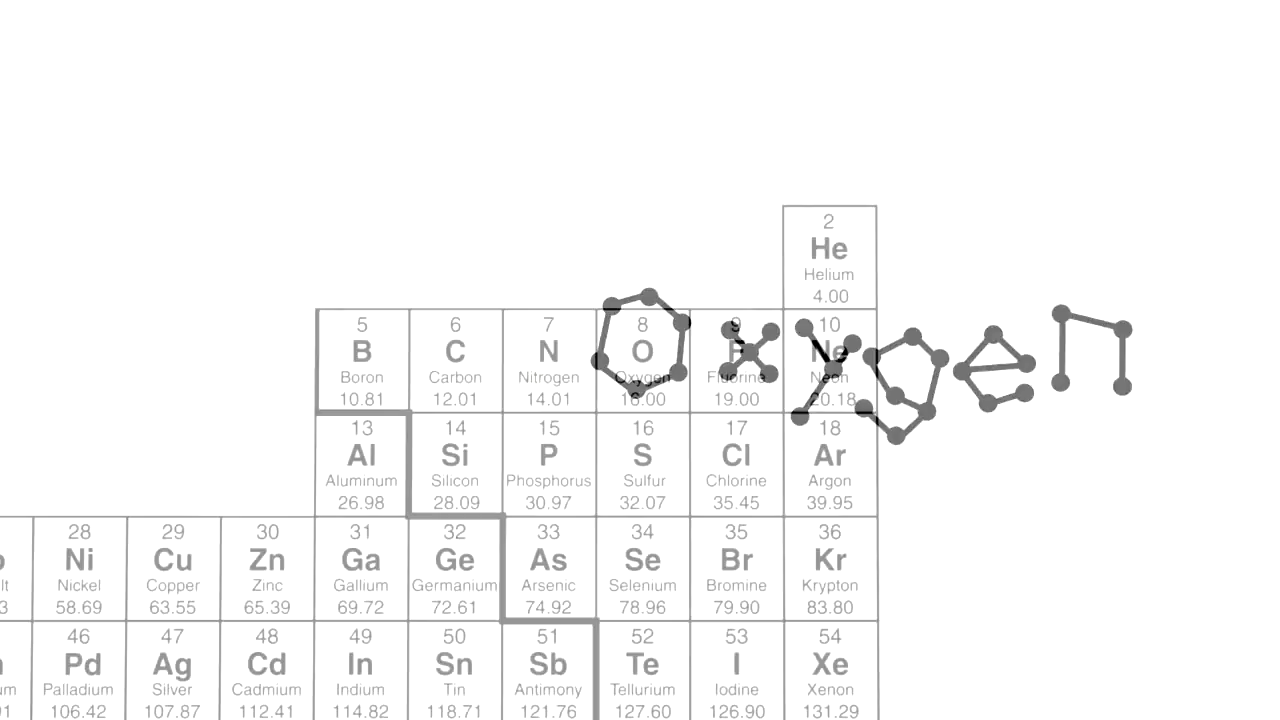 2
He
Helium
4.00
5 6 7 8 9 10
B C N O F Ne
Boron Carbon Nitrogen Oxygen Fluorine Neon
10.81 12.01 14.01 16.00 19.00 20.18
Oxygen
13 14 15 16 17 18
Al Si P S Cl Ar
Aluminum Silicon Phosphorus Sulfur Chlorine Argon
26.98 28.09 30.97 32.07 35.45 39.95
28 29 30 31 32 33 34 35 36
Ni Cu Zn Ga Ge As Se Br Kr
lt Nickel Copper Zinc Gallium Germanium Arsenic Selenium Bromine Krypton
3 58.69 63.55 65.39 69.72 72.61 74.92 78.96 79.90 83.80
46 47 48 49 50 51 52 53 54
Pd Ag Cd In Sn Sb Te I Xe
um Palladium Silver Cadmium Indium Tin Antimony Tellurium Iodine Xenon
91 106.42 107.87 112.41 114.82 118.71 121.76 127.60 126.90 131.29